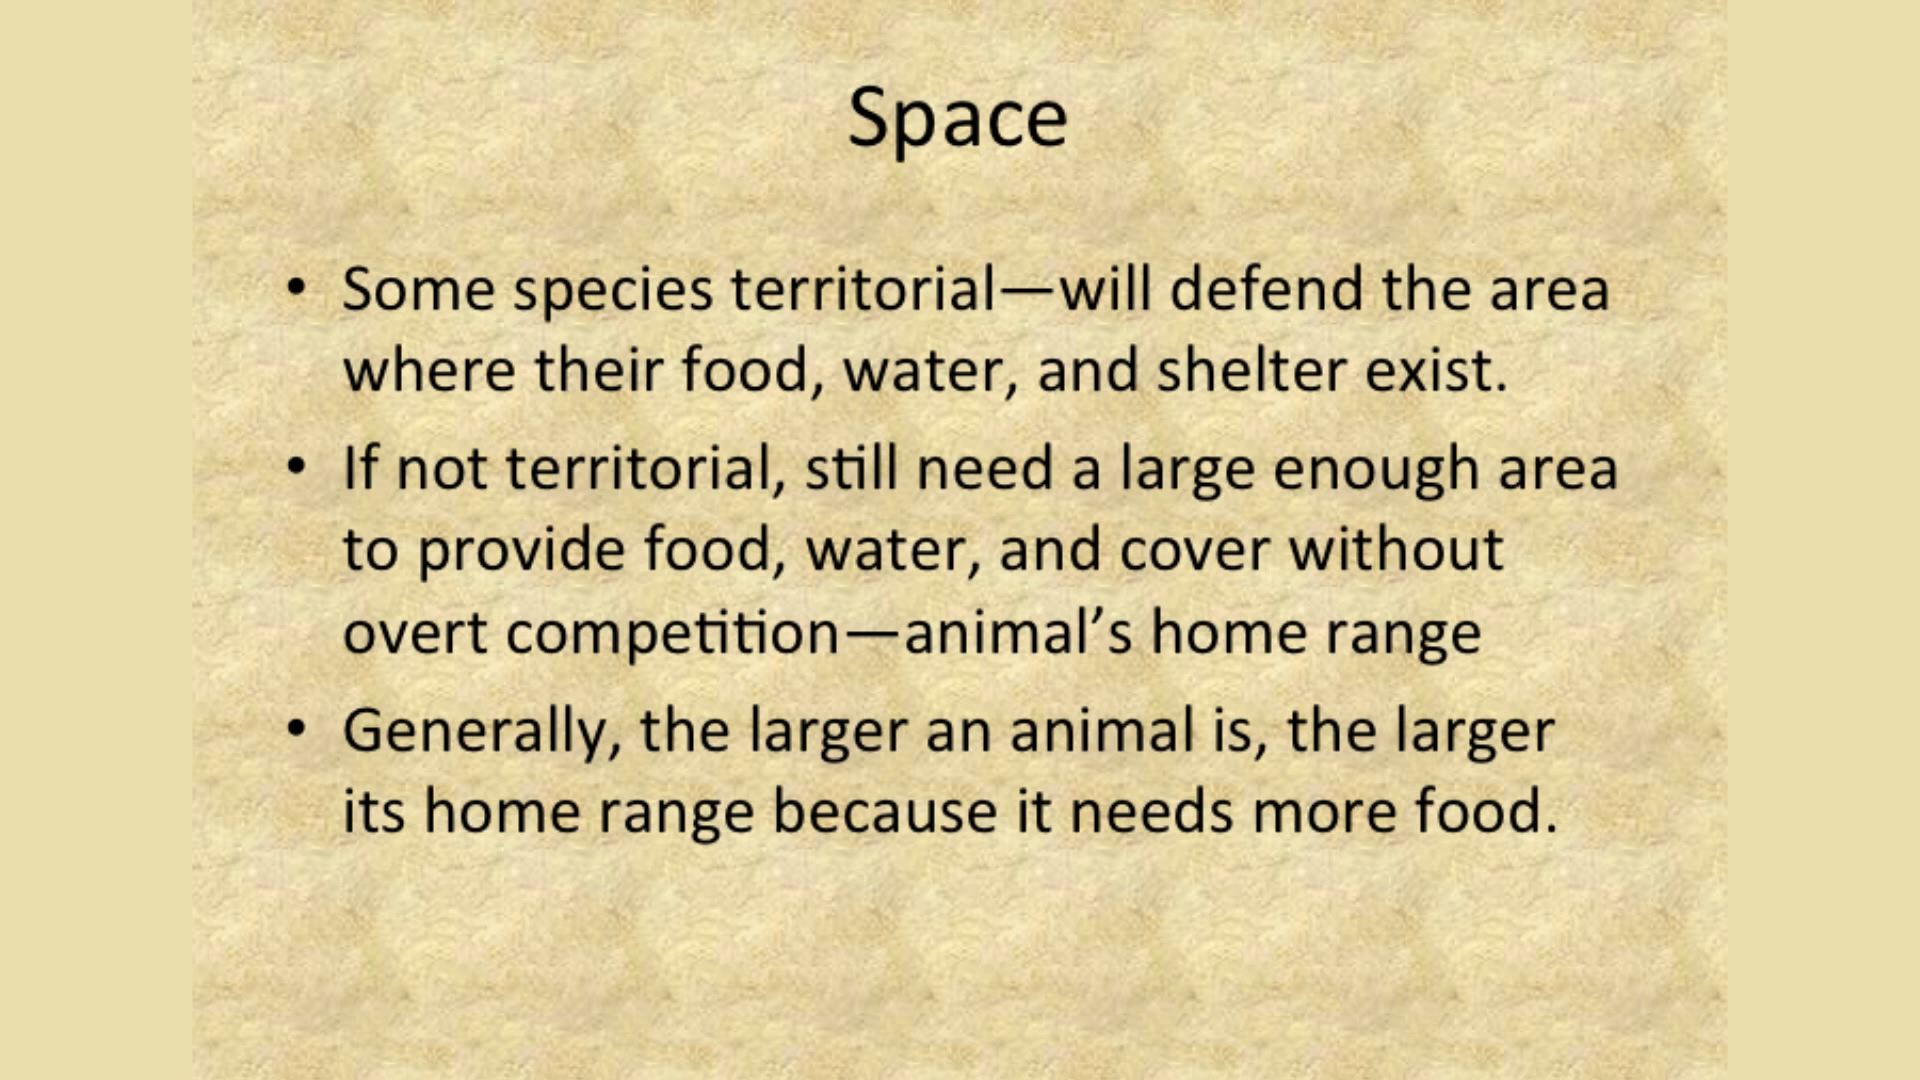 Space
• Some species territorial—will defend the area
where their food, water, and shelter exist.
• If not territorial, still need a large enough area
to provide food, water, and cover without
overt competition—animal’s home range
• Generally, the larger an animal is, the larger
its home range because it needs more food.